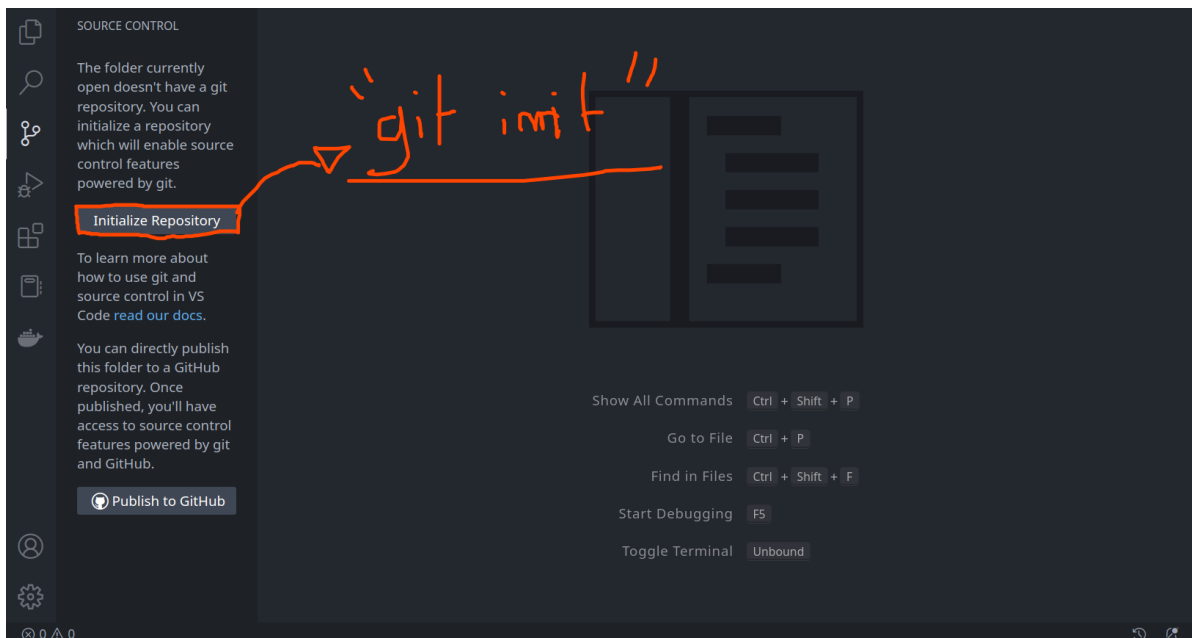 SOURCE CONTROL
The folder currently
open doesn't have a git
repository. You can
initialize a repository
which will enable source
control features
powered by git.
Initialize Repository
To learn more about
how to use git and
source control in VS
Code read our docs.
You can directly publish
this folder to a GitHub
repository. Once
published, you'll have
access to source control
features powered by git
and GitHub.
Publish to GitHub
"git init"
Show All Commands Ctrl + Shift + P
Go to File Ctrl + P
Find in Files Ctrl + Shift + F
Start Debugging F5
Toggle Terminal Unbound
0 0